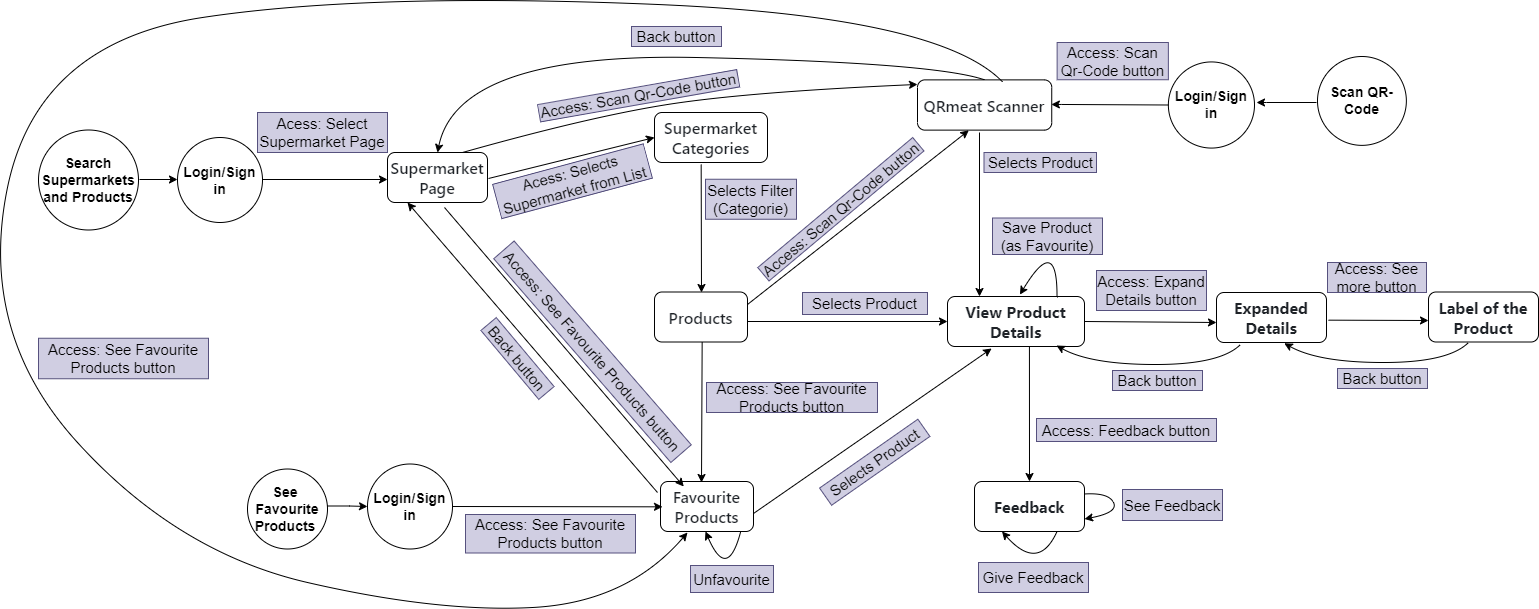 Back button
Access: Scan
Qr-Code button
QRmeat Scanner
Login/Sign
in
Scan QR-
Code
Access: Scan Qr-Code button
Acess: Select
Supermarket Page
Search
Supermarkets
and Products
Login/Sign
in
Supermarket
Page
Supermarket
Categories
Acess: Selects
Supermarket from List
Selects Filter
(Categorie)
Access: Scan Qr-Code button
Selects Product
Save Product
(as Favourite)
Access: See Favourite Products button
Back button
Products
Selects Product
View Product
Details
Access: Expand
Details button
Expanded
Details
Access: See
more button
Label of the
Product
Back button
Back button
Access: See Favourite
Products button
Access: See Favourite
Products button
Access: Feedback button
Selects Product
See
Favourite
Products
Login/Sign
in
Access: See Favourite
Products button
Favourite
Products
Unfavourite
Feedback
See Feedback
Give Feedback